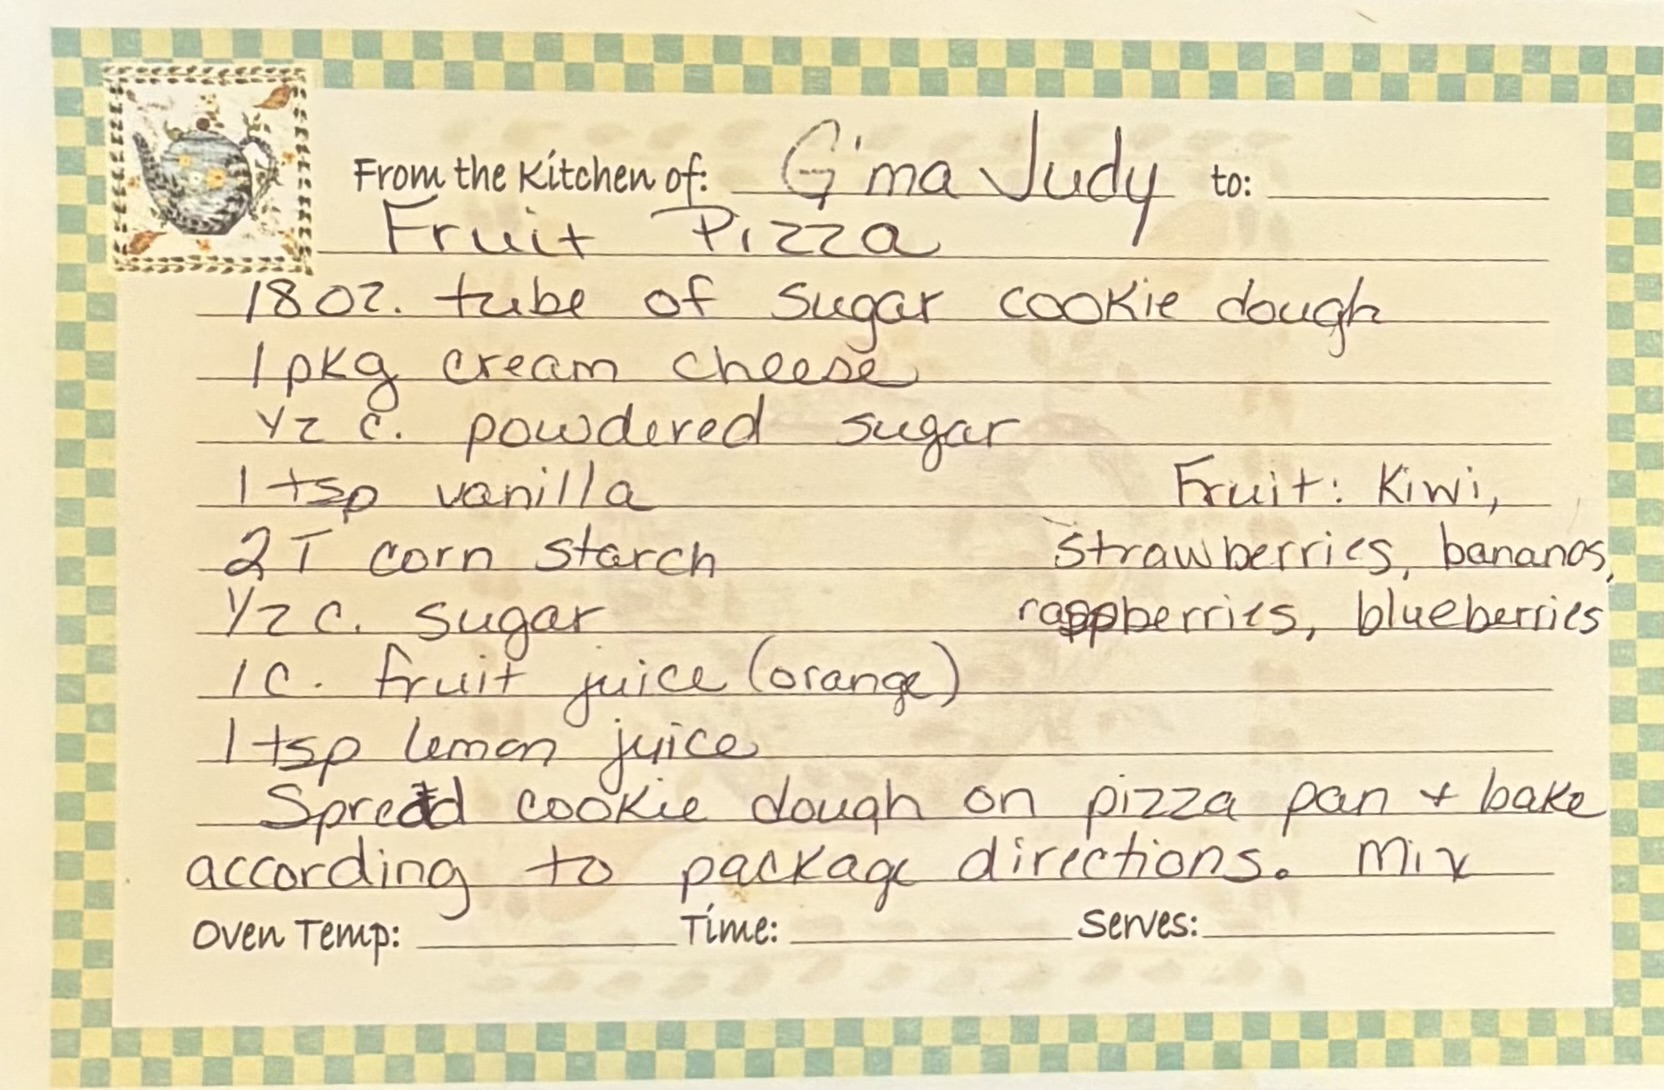 From the Kitchen of: G'ma Judy to:
Fruit Pizza
18 oz. tube of sugar cookie dough
1 pkg cream cheese
1/2 c. powdered sugar
1 tsp vanilla
Fruit: Kiwi,
2 T corn starch
strawberries, bananas,
1/2 c. sugar
raspberries, blueberries
1 c. fruit juice (orange)
1 tsp lemon juice
Spread cookie dough on pizza pan + bake
according to package directions. Mix
Oven Temp: Time: Serves: